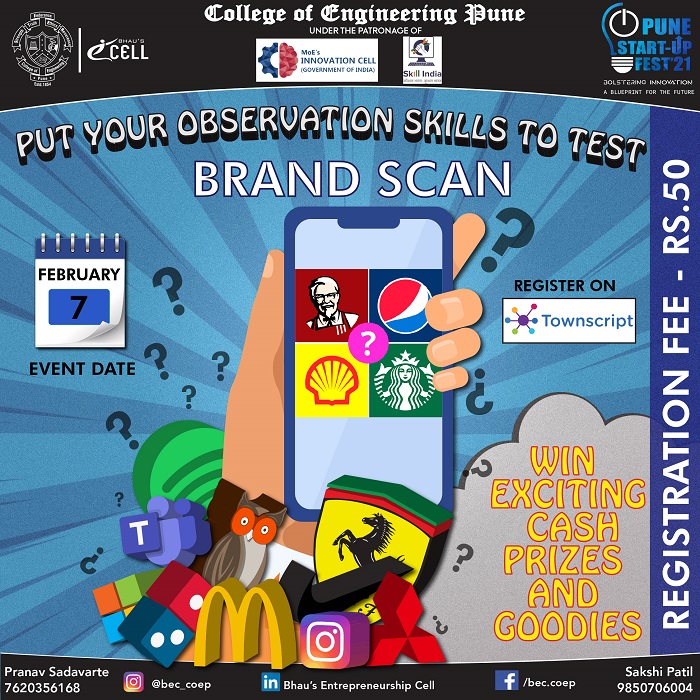 College of Engineering Pune
UNDER THE PATRONAGE OF
BHAU'S
CELL
MoE's
INNOVATION CELL
(GOVERNMENT OF INDIA)
Skill India
PUNE
START-UP
FEST'21
BOLSTERING INNOVATION
A BLUEPRINT FOR THE FUTURE
PUT YOUR OBSERVATION SKILLS TO TEST
BRAND SCAN
FEBRUARY
7
EVENT DATE
?
REGISTER ON
Townscript
REGISTRATION FEE - RS.50
WIN
EXCITING
CASH
PRIZES
AND
GOODIES
T
Pranav Sadavarte
7620356168
@bec_coep
in
Bhau's Entrepreneurship Cell
f
/bec.coep
Sakshi Patil
9850706004